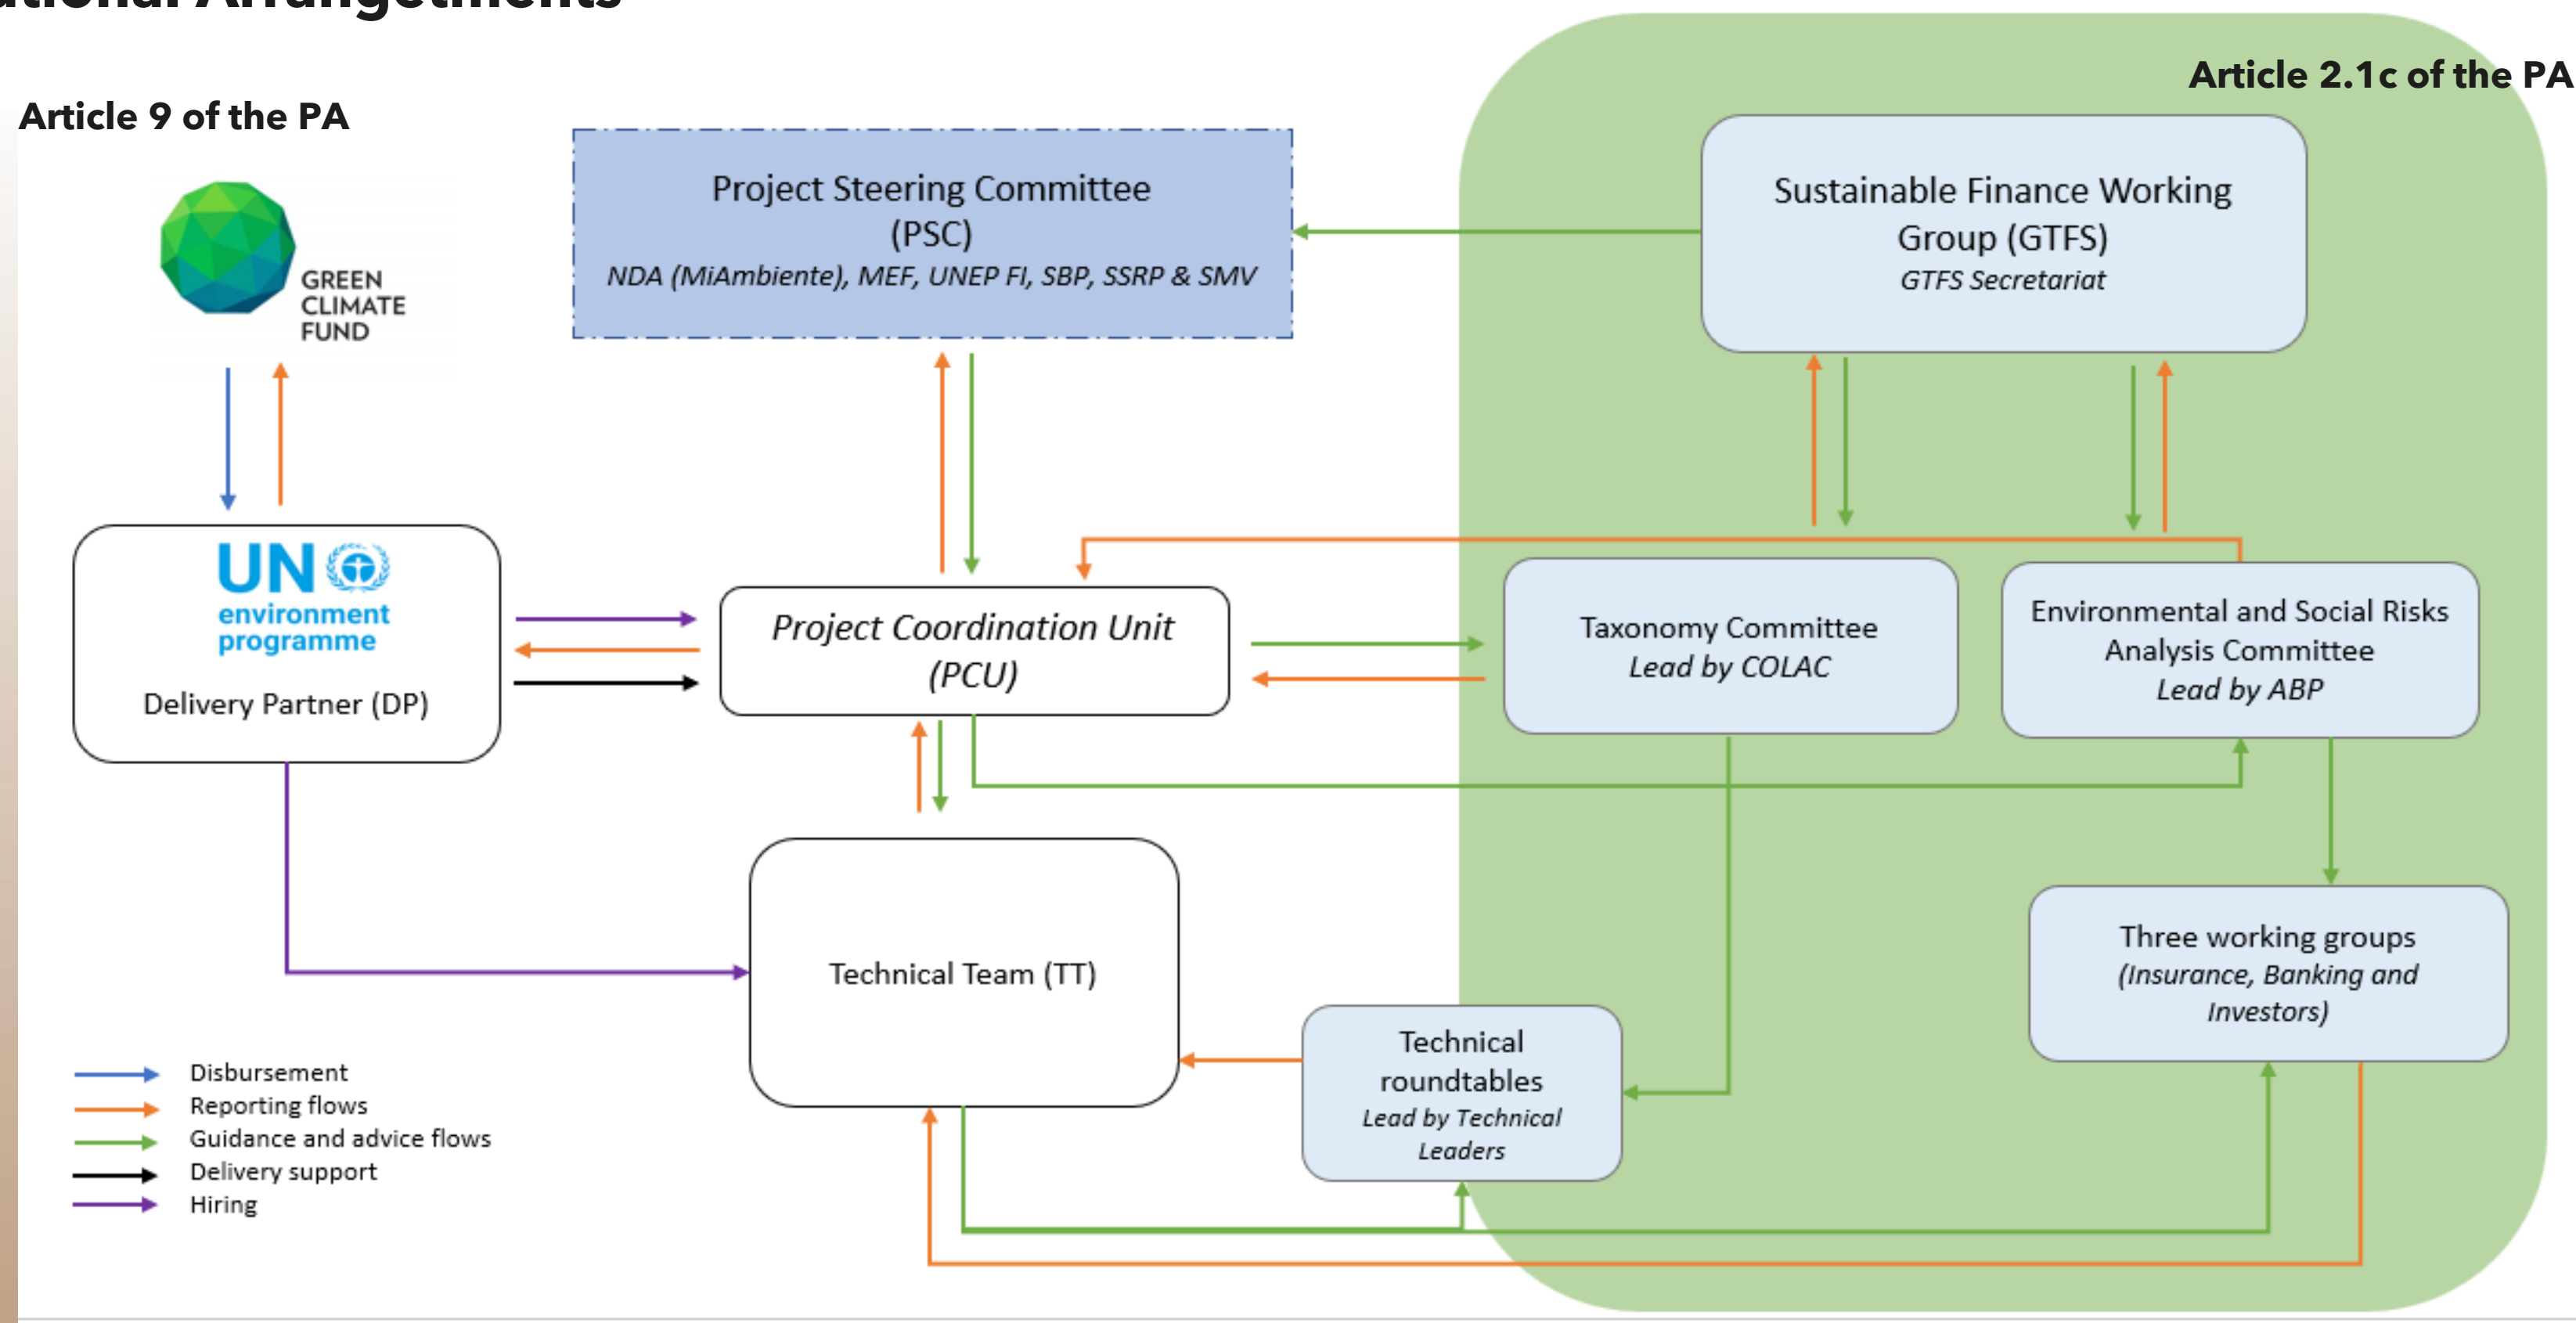 Arrangements
Article 2.1c of the PA
Article 9 of the PA
GREEN
CLIMATE
FUND
Project Steering Committee
(PSC)
NDA (MiAmbiente), MEF, UNEP FI, SBP, SSRP & SMV
Sustainable Finance Working
Group (GTFS)
GTFS Secretariat
UN
environment
programme
Delivery Partner (DP)
Project Coordination Unit
(PCU)
Taxonomy Committee
Lead by COLAC
Environmental and Social Risks
Analysis Committee
Lead by ABP
Technical Team (TT)
Technical
roundtables
Lead by Technical
Leaders
Three working groups
(Insurance, Banking and
Investors)
Disbursement
Reporting flows
Guidance and advice flows
Delivery support
Hiring